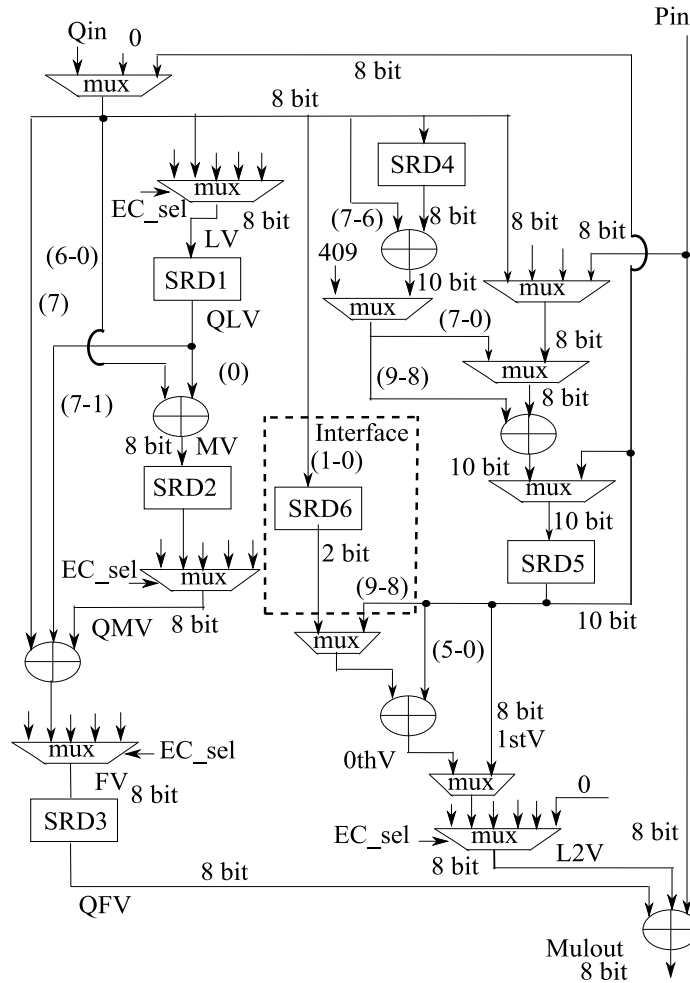 Pin
Qin
0
mux
8 bit
8 bit
SRD4
mux
EC_sel
8 bit
(7-6)
8 bit
8 bit
8 bit
LV
(6-0)
409
10 bit
mux
SRD1
(7)
mux
(7-0)
QLV
8 bit
(0)
mux
(9-8)
(7-1)
8 bit
8 bit
MV
Interface
(1-0)
10 bit
SRD2
mux
SRD6
10 bit
2 bit
SRD5
EC_sel
mux
(9-8)
QMV
8 bit
10 bit
mux
(5-0)
8 bit
1stV
0thV
mux
EC_sel
FV
8 bit
mux
0
SRD3
EC_sel
mux
8 bit
8 bit
L2V
8 bit
QFV
Mulout
8 bit